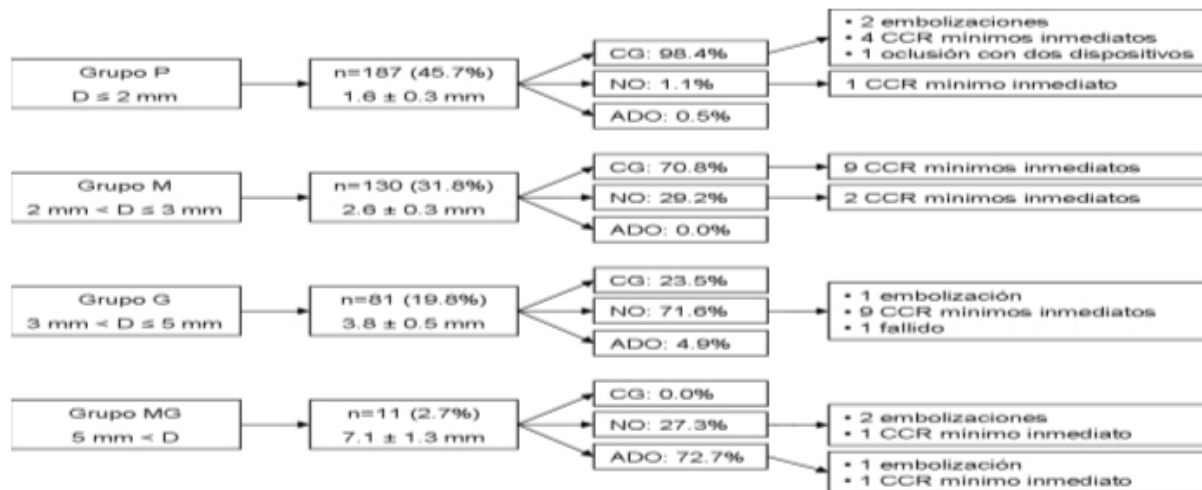 Grupo P
D ≤ 2 mm
n=187 (45.7%)
1.6 ± 0.3 mm
CG: 98.4%
NO: 1.1%
ADO: 0.5%
• 2 embolizaciones
• 4 CCR mínimos inmediatos
• 1 oclusión con dos dispositivos
1 CCR mínimo inmediato
Grupo M
2 mm < D ≤ 3 mm
n=130 (31.8%)
2.6 ± 0.3 mm
CG: 70.8%
NO: 29.2%
ADO: 0.0%
9 CCR mínimos inmediatos
2 CCR mínimos inmediatos
Grupo G
3 mm < D ≤ 5 mm
n=81 (19.8%)
3.8 ± 0.5 mm
CG: 23.5%
NO: 71.6%
ADO: 4.9%
• 1 embolización
• 9 CCR mínimos inmediatos
• 1 fallido
Grupo MG
5 mm < D
n=11 (2.7%)
7.1 ± 1.3 mm
CG: 0.0%
NO: 27.3%
ADO: 72.7%
• 2 embolizaciones
• 1 CCR mínimo inmediato
• 1 embolización
• 1 CCR mínimo inmediato